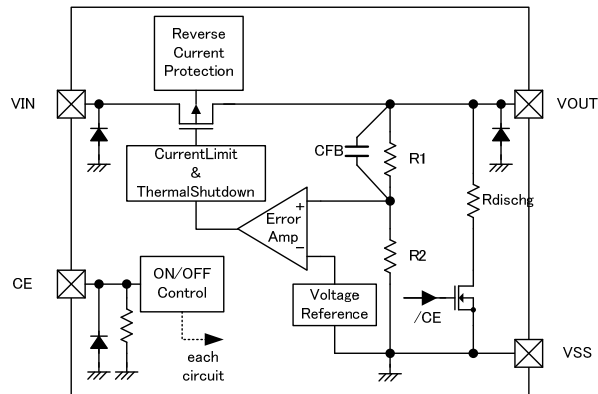 Reverse
Current
Protection
VIN
VOUT
CurrentLimit
&
ThermalShutdown
CFB
R1
Rdischg
+
Error
Amp
−
R2
CE
ON/OFF
Control
Voltage
Reference
/CE
each
circuit
VSS